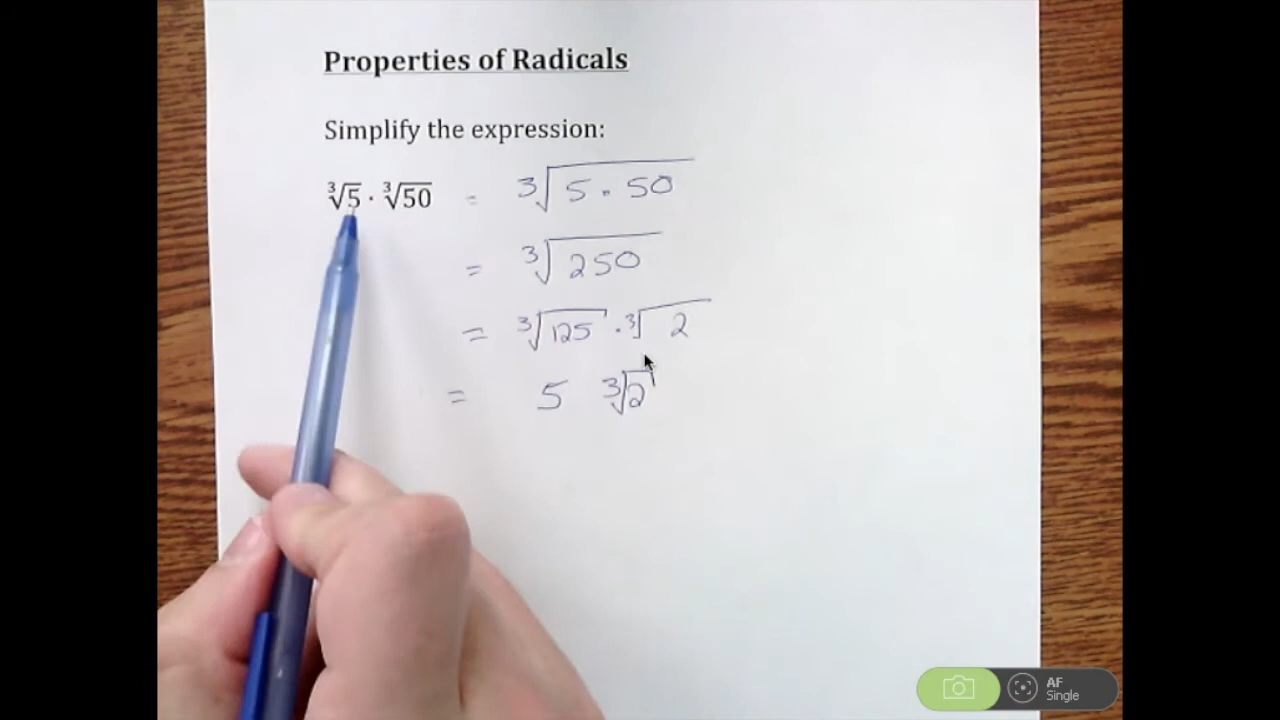 Properties of Radicals
Simplify the expression:
∛5 · ∛50 = ∛5 · 50
= ∛250
= ∛125 · ∛2
= 5 ∛2
AF
Single